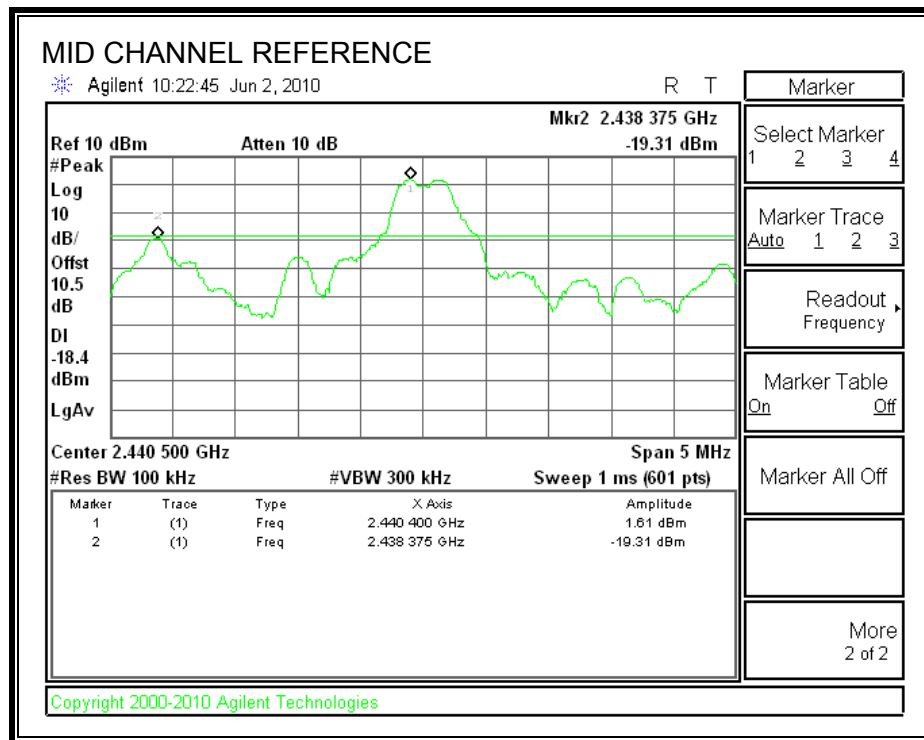 MID CHANNEL REFERENCE
Agilent 10:22:45 Jun 2, 2010 R T
Mkr2 2.438 375 GHz
Ref 10 dBm Atten 10 dB -19.31 dBm
#Peak
Log
10
dB/
Offst
10.5
dB
DI
-18.4
dBm
LgAv
2
1
Center 2.440 500 GHz Span 5 MHz
#Res BW 100 kHz #VBW 300 kHz Sweep 1 ms (601 pts)
Marker Trace Type X Axis Amplitude
1 (1) Freq 2.440 400 GHz 1.61 dBm
2 (1) Freq 2.438 375 GHz -19.31 dBm
Marker
Select Marker
1 2 3 4
Marker Trace
Auto 1 2 3
Readout
Frequency
Marker Table
On Off
Marker All Off
More
2 of 2
Copyright 2000-2010 Agilent Technologies